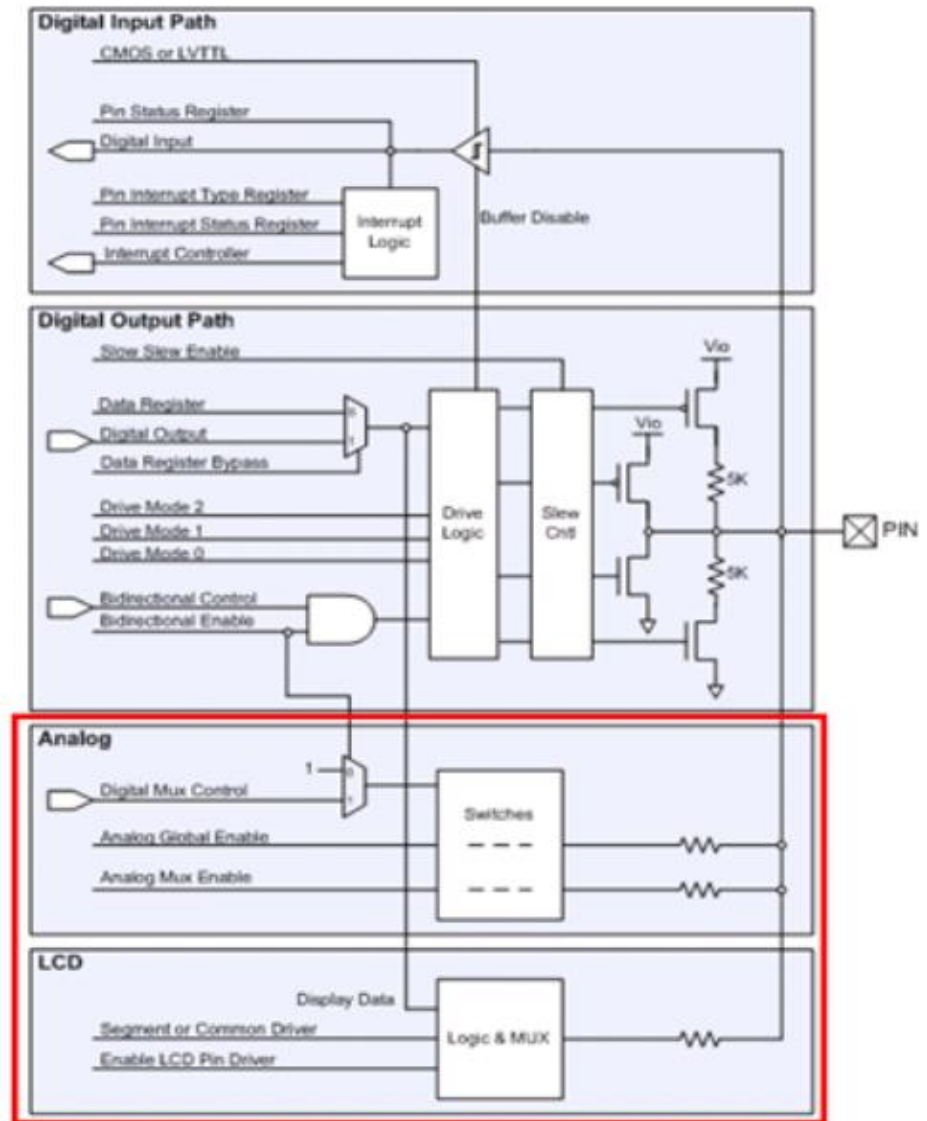 Digital Input Path
CMOS or LVTTL
Pin Status Register
Digital Input
Pin Interrupt Type Register
Pin Interrupt Status Register
Interrupt Controller
Interrupt
Logic
Buffer Disable
Digital Output Path
Slow Slew Enable
Data Register
Digital Output
Data Register Bypass
0
1
Drive Mode 2
Drive Mode 1
Drive Mode 0
Bidirectional Control
Bidirectional Enable
Drive
Logic
Slew
Cntl
Vio
Vio
5K
5K
PIN
Analog
1
0
1
Digital Mux Control
Analog Global Enable
Analog Mux Enable
Switches
LCD
Display Data
Segment or Common Driver
Enable LCD Pin Driver
Logic & MUX